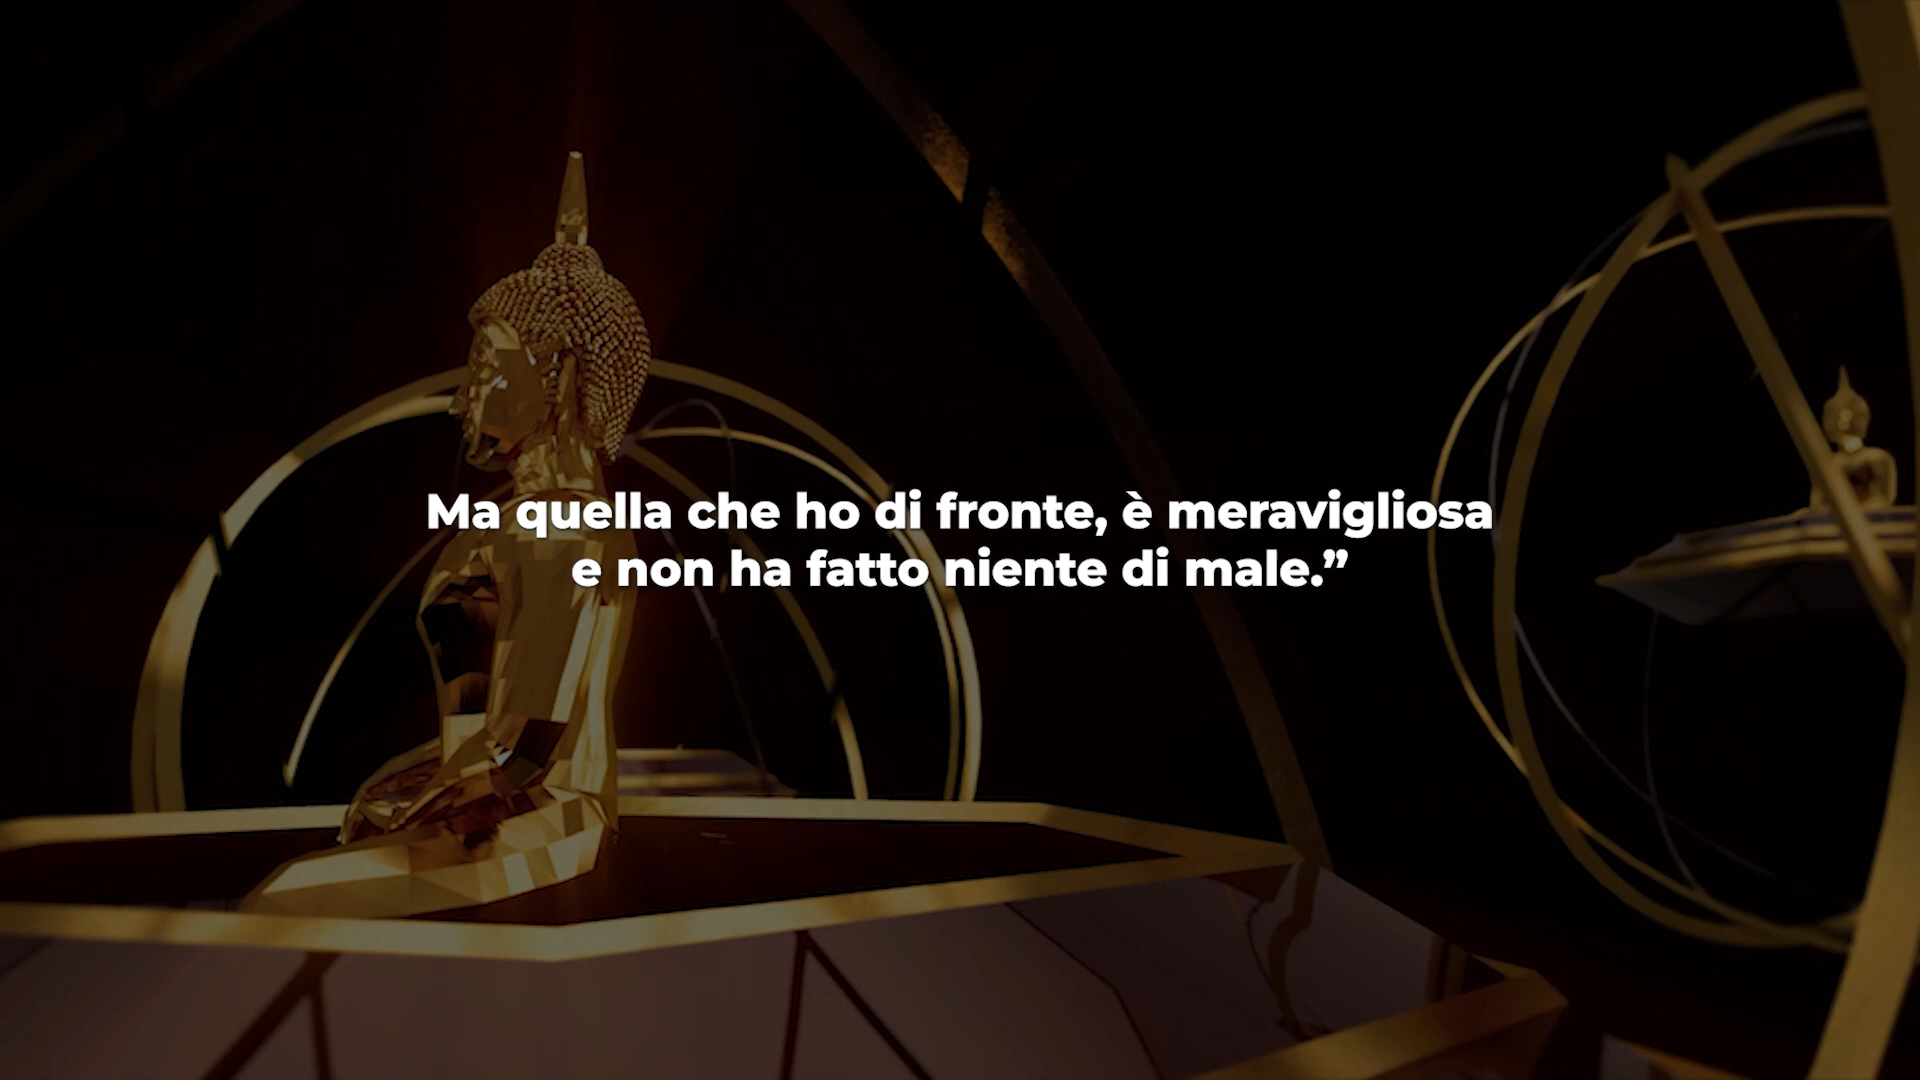 Ma quella che ho di fronte, è meravigliosa
e non ha fatto niente di male.”